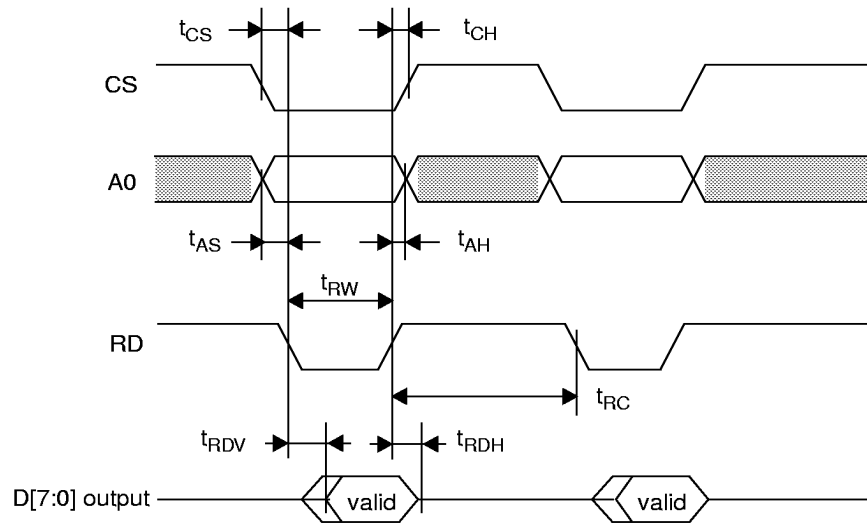 tCS
tCH
CS
A0
tAS
tAH
tRW
RD
tRC
tRDV
tRDH
D[7:0] output
valid
valid